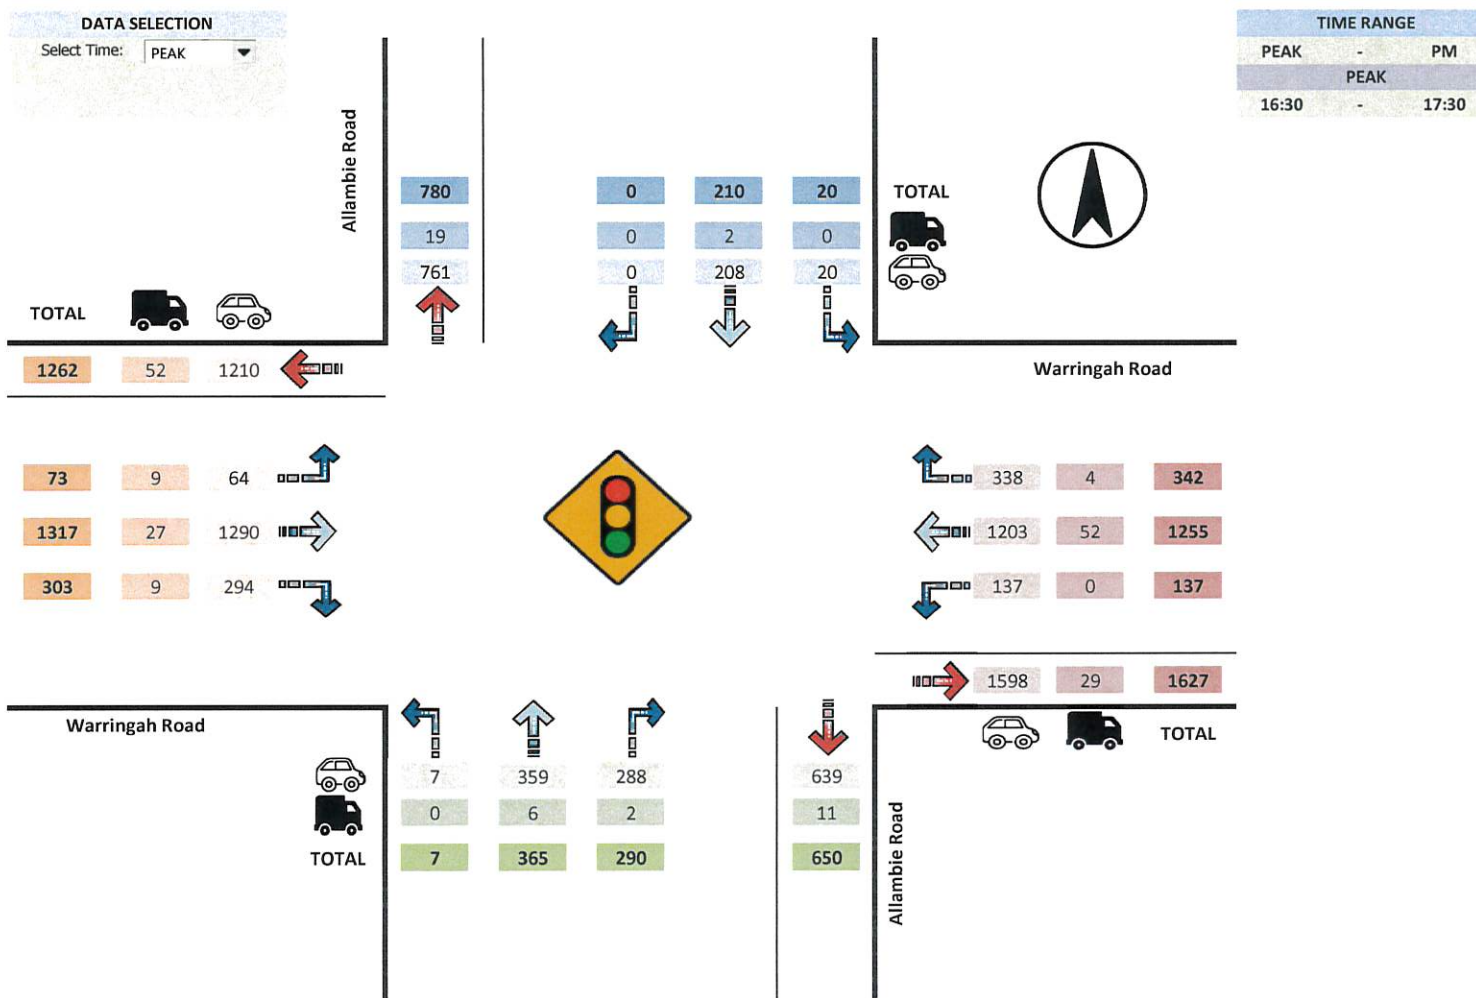 DATA SELECTION
Select Time: PEAK
TIME RANGE
PEAK - PM
PEAK
16:30 - 17:30
Allambie Road
780 0 210 20 TOTAL
19 0 2 0
761 0 208 20
TOTAL
1262 52 1210
Warringah Road
73 9 64
338 4 342
1317 27 1290
1203 52 1255
303 9 294
137 0 137
1598 29 1627
Warringah Road
TOTAL
7 359 288 639
0 6 2 11
TOTAL 7 365 290 650
Allambie Road